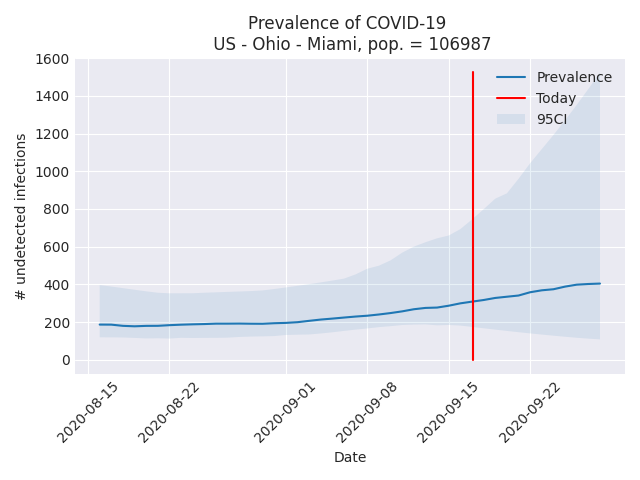 Prevalence of COVID-19
US - Ohio - Miami, pop. = 106987
1600
1400
1200
1000
800
600
400
200
0
# undetected infections
Prevalence
Today
95CI
2020-08-15
2020-08-22
2020-09-01
2020-09-08
2020-09-15
2020-09-22
Date